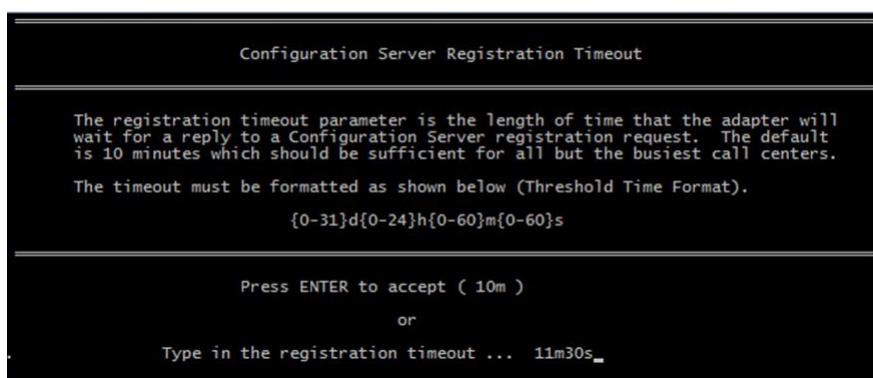 Configuration Server Registration Timeout
The registration timeout parameter is the length of time that the adapter will
wait for a reply to a Configuration Server registration request.  The default
is 10 minutes which should be sufficient for all but the busiest call centers.
The timeout must be formatted as shown below (Threshold Time Format).
{0-31}d{0-24}h{0-60}m{0-60}s
Press ENTER to accept ( 10m )
or
. Type in the registration timeout ...  11m30s_